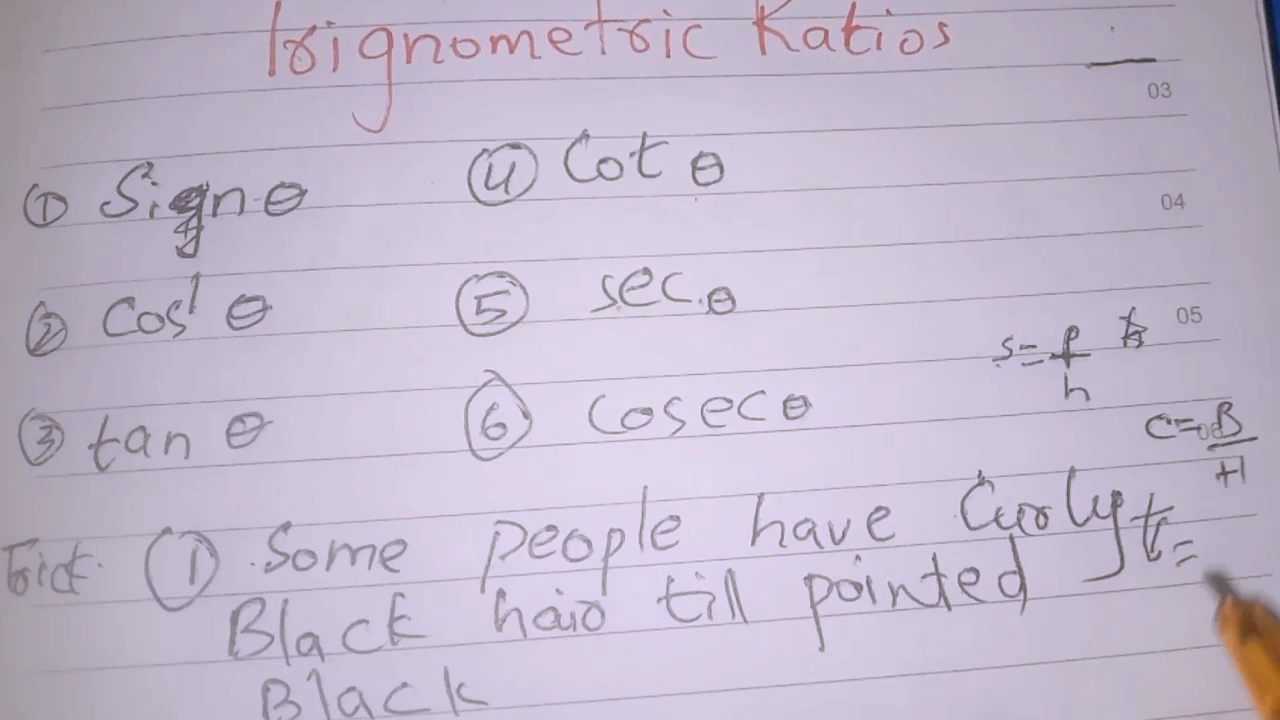 Trignometric Ratios
03
① Sign θ ④ Cot θ
04
② Cos θ ⑤ sec θ
05
s = p/h
③ tan θ ⑥ cosec θ
c = B/H
Trick ① Some people have Curly
t =
Black hair till pointed
Black